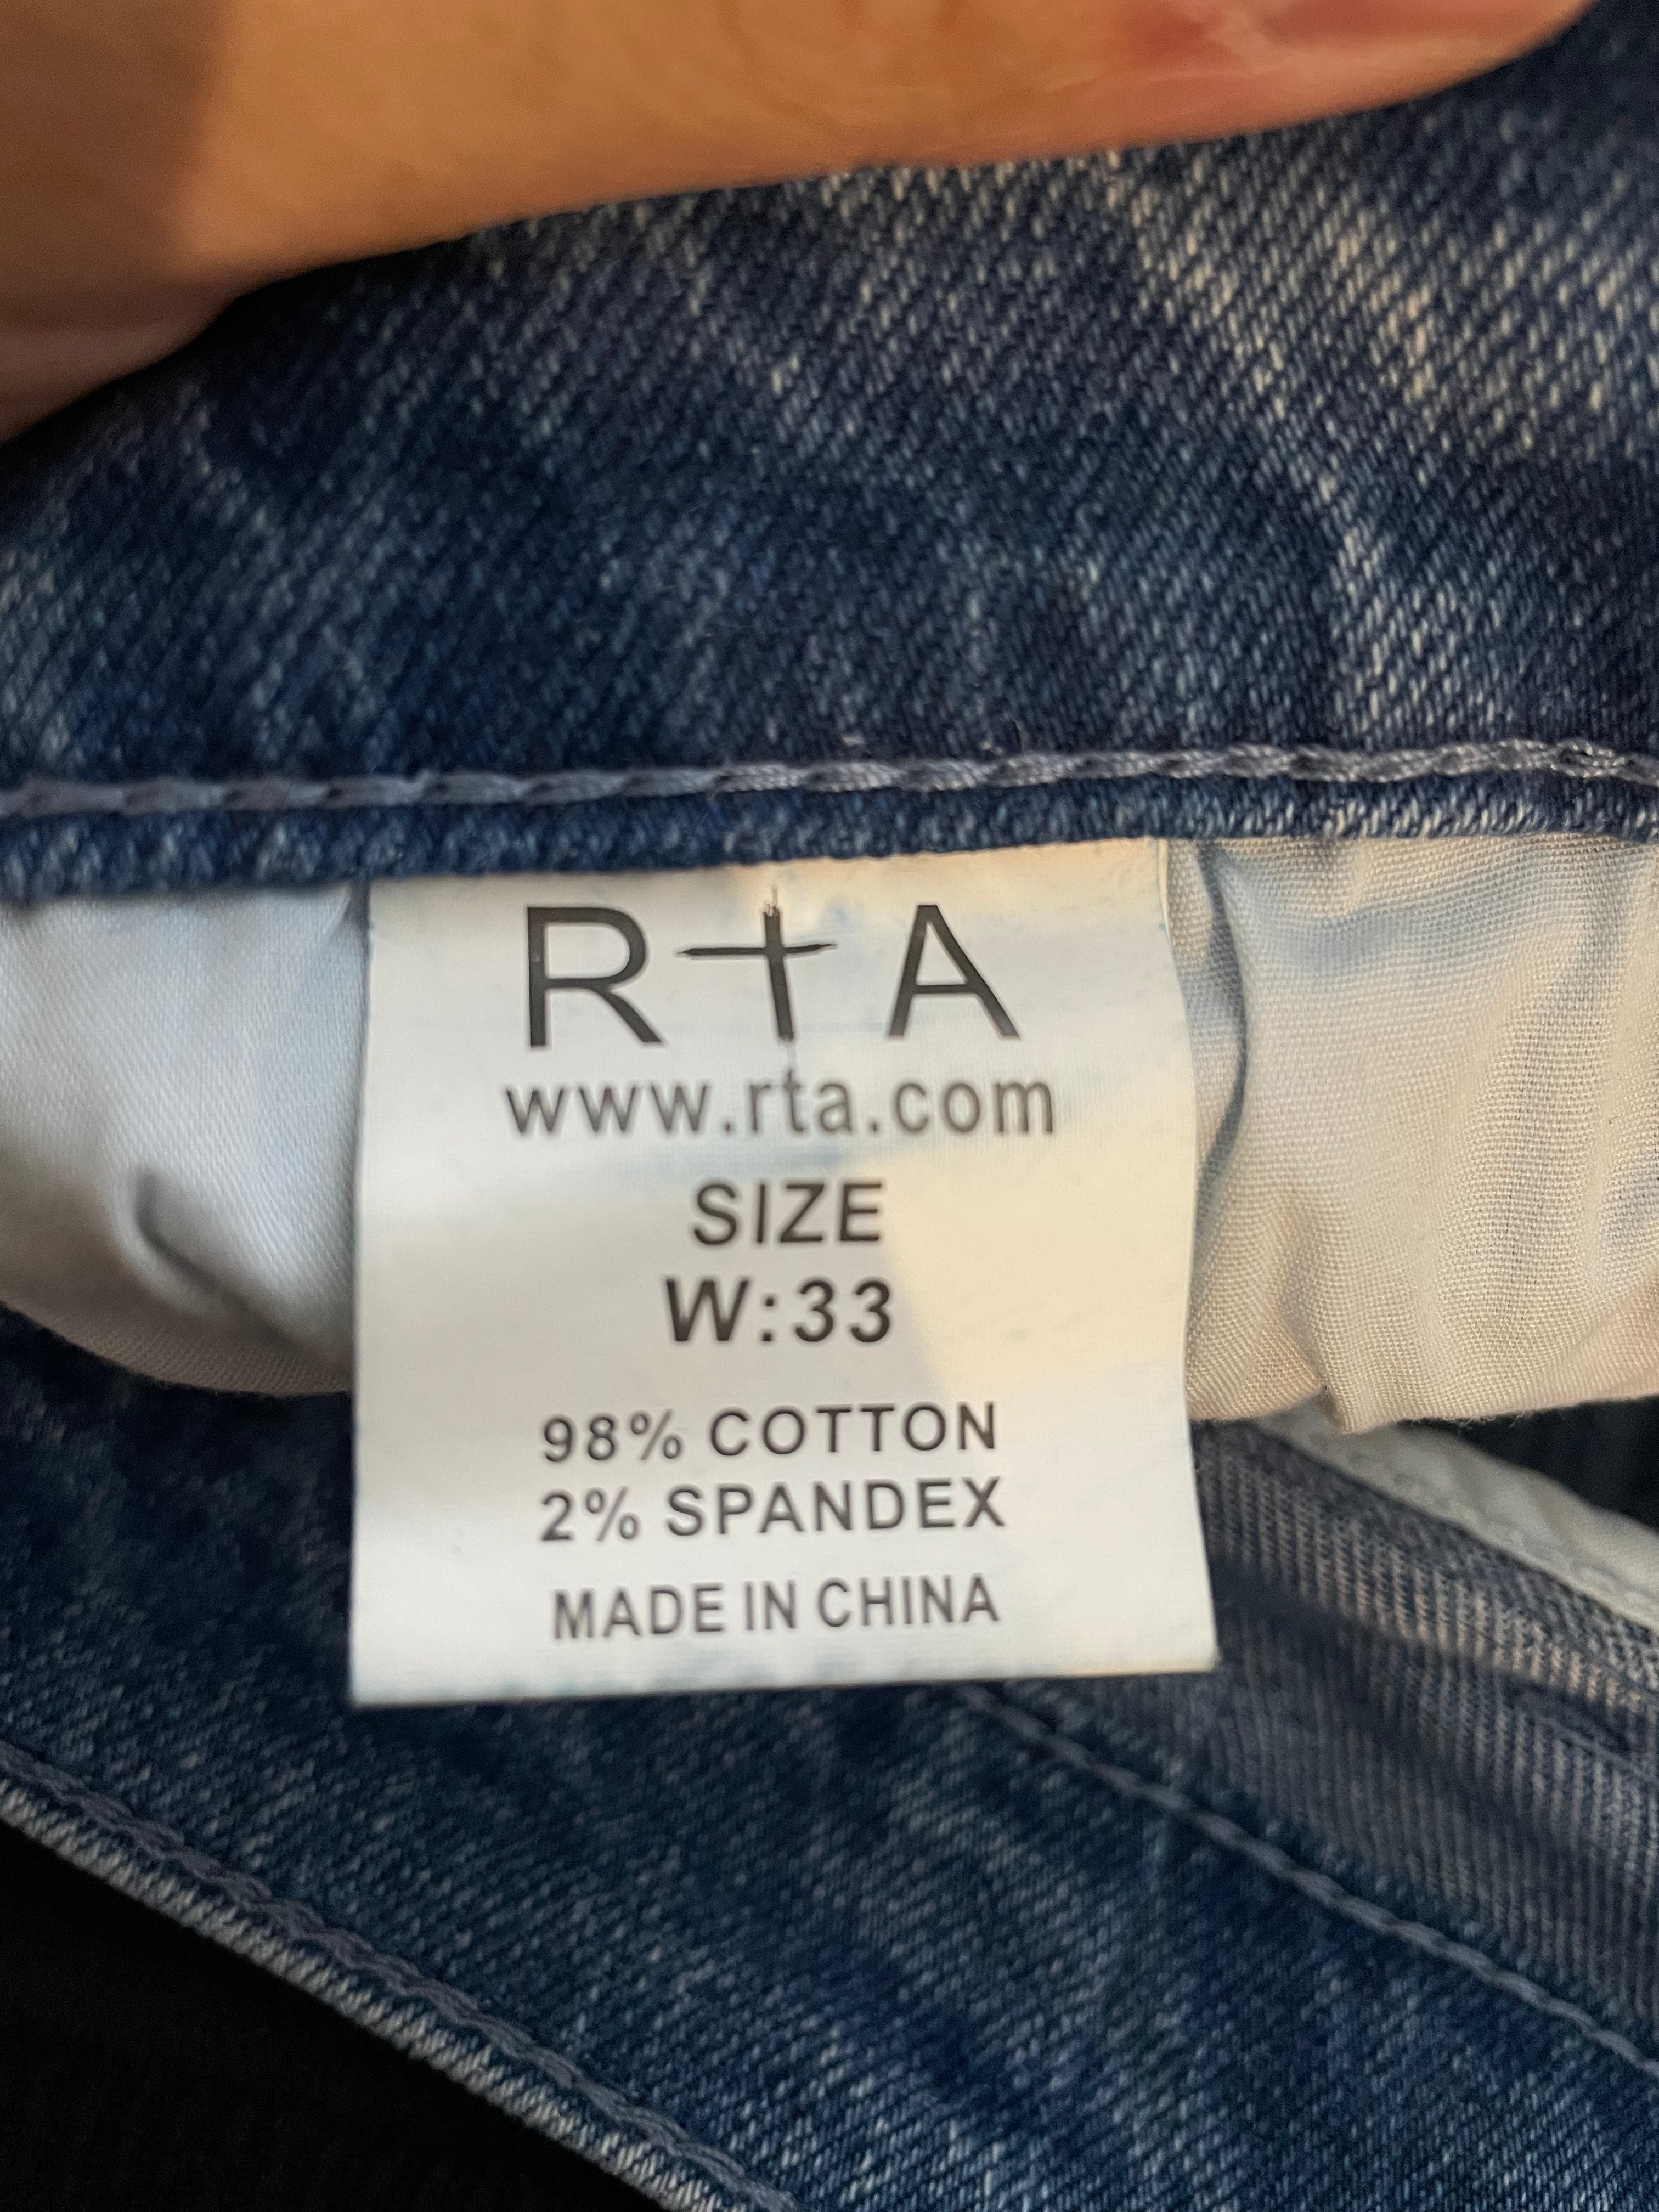 R†A
www.rta.com
SIZE
W:33
98% COTTON
2% SPANDEX
MADE IN CHINA